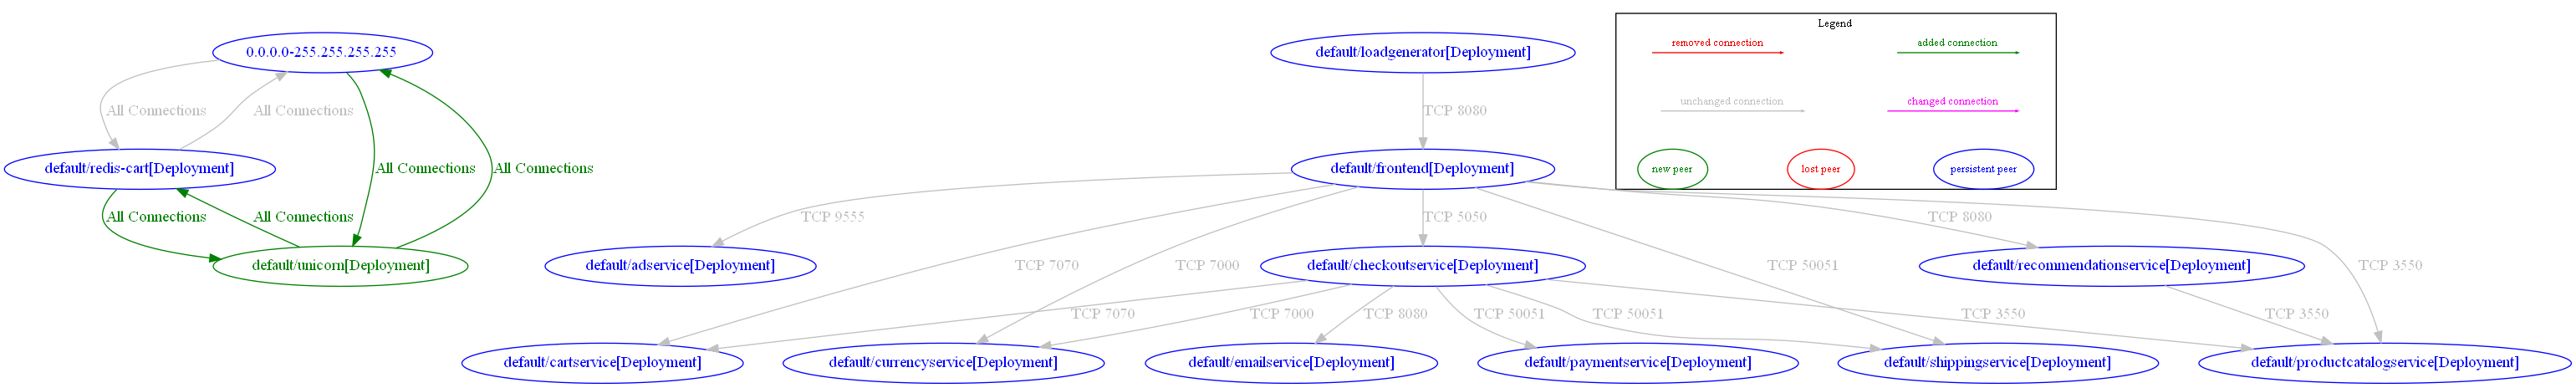 0.0.0.0-255.255.255.255
default/loadgenerator[Deployment]
Legend
removed connection
added connection
All Connections
All Connections
TCP 8080
unchanged connection
changed connection
default/redis-cart[Deployment]
All Connections
All Connections
default/frontend[Deployment]
new peer
lost peer
persistent peer
All Connections
All Connections
TCP 9555
TCP 5050
TCP 8080
default/unicorn[Deployment]
default/adservice[Deployment]
TCP 7070
TCP 7000
default/checkoutservice[Deployment]
TCP 50051
default/recommendationservice[Deployment]
TCP 3550
TCP 7070
TCP 7000
TCP 8080
TCP 50051
TCP 50051
TCP 3550
TCP 3550
default/cartservice[Deployment]
default/currencyservice[Deployment]
default/emailservice[Deployment]
default/paymentservice[Deployment]
default/shippingservice[Deployment]
default/productcatalogservice[Deployment]